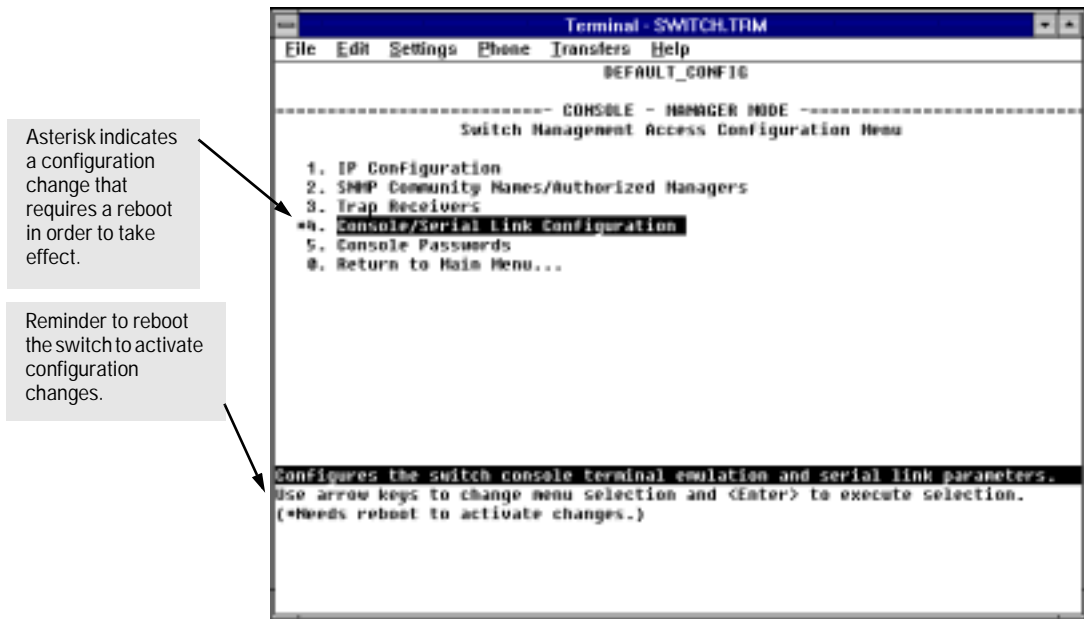 Terminal - SWITCH.TRM
File Edit Settings Phone Transfers Help
DEFAULT_CONFIG
---------------------------- CONSOLE - MANAGER MODE ----------------------------
Switch Management Access Configuration Menu
1. IP Configuration
2. SNMP Community Names/Authorized Managers
3. Trap Receivers
*4. Console/Serial Link Configuration
5. Console Passwords
0. Return to Main Menu...
Asterisk indicates
a configuration
change that
requires a reboot
in order to take
effect.
Reminder to reboot
the switch to activate
configuration
changes.
Configures the switch console terminal emulation and serial link parameters.
Use arrow keys to change menu selection and <Enter> to execute selection.
(*Needs reboot to activate changes.)